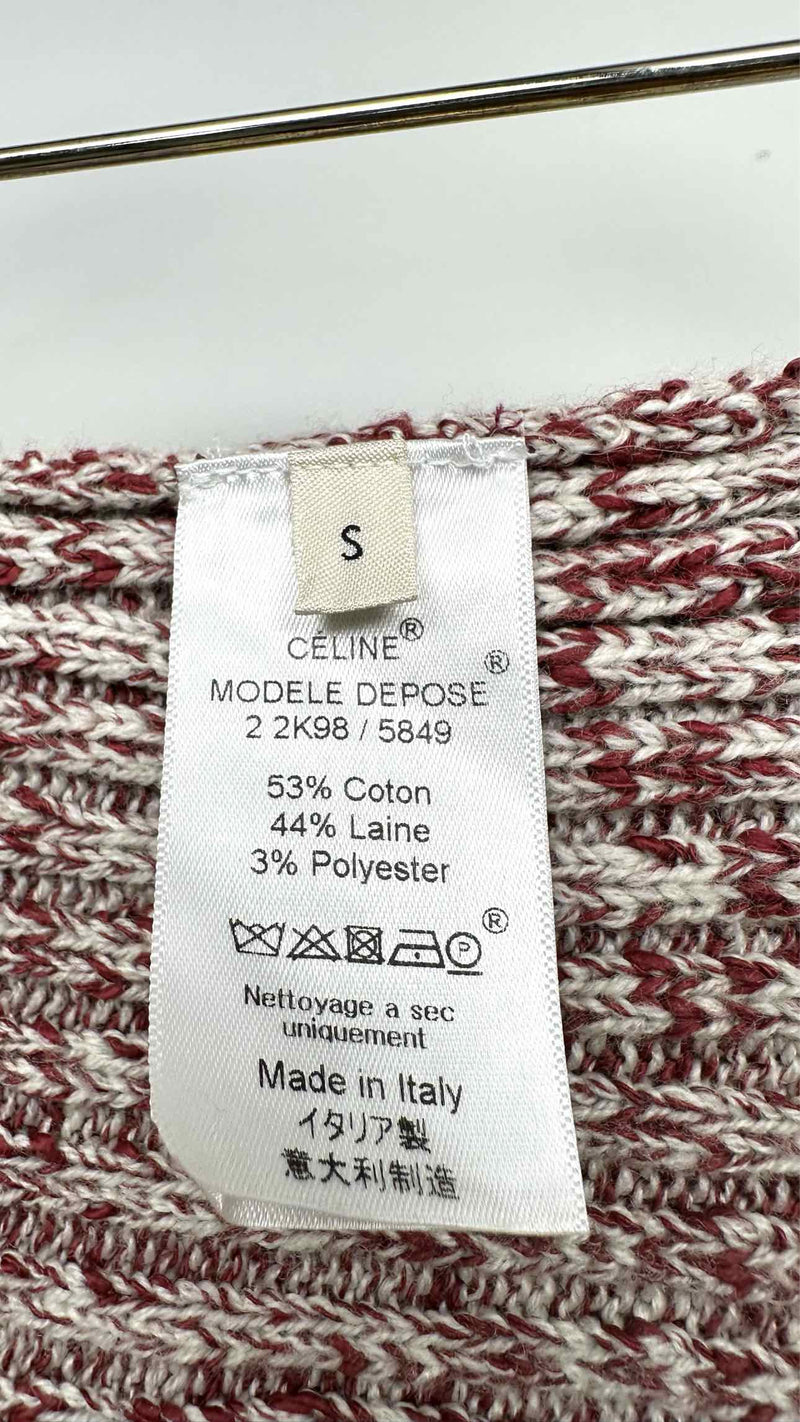 S
CÉLINE®
MODELE DEPOSE®
2 2K98 / 5849
53% Coton
44% Laine
3% Polyester
P ®
Nettoyage a sec
uniquement
Made in Italy
イタリア製
意大利制造